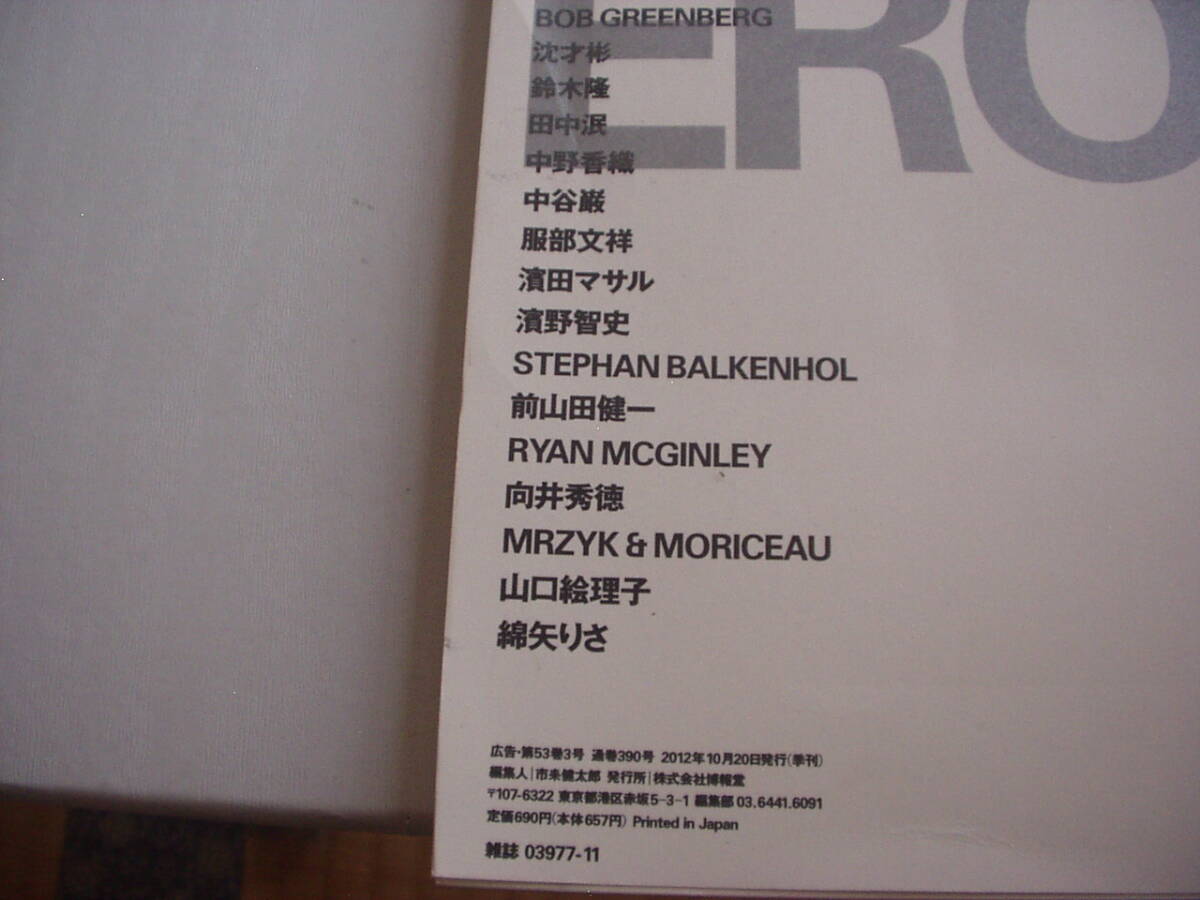 ERO
BOB GREENBERG
沈才彬
鈴木隆
田中泯
中野香織
中谷巌
服部文祥
濱田マサル
濱野智史
STEPHAN BALKENHOL
前山田健一
RYAN MCGINLEY
向井秀徳
MRZYK & MORICEAU
山口絵理子
綿矢りさ
広告・第53巻3号 通巻390号 2012年10月20日発行(季刊)
編集人|市耒健太郎 発行所|株式会社博報堂
〒107-6322 東京都港区赤坂5-3-1 編集部 03.6441.6091
定価690円(本体657円) Printed in Japan
雑誌 03977-11